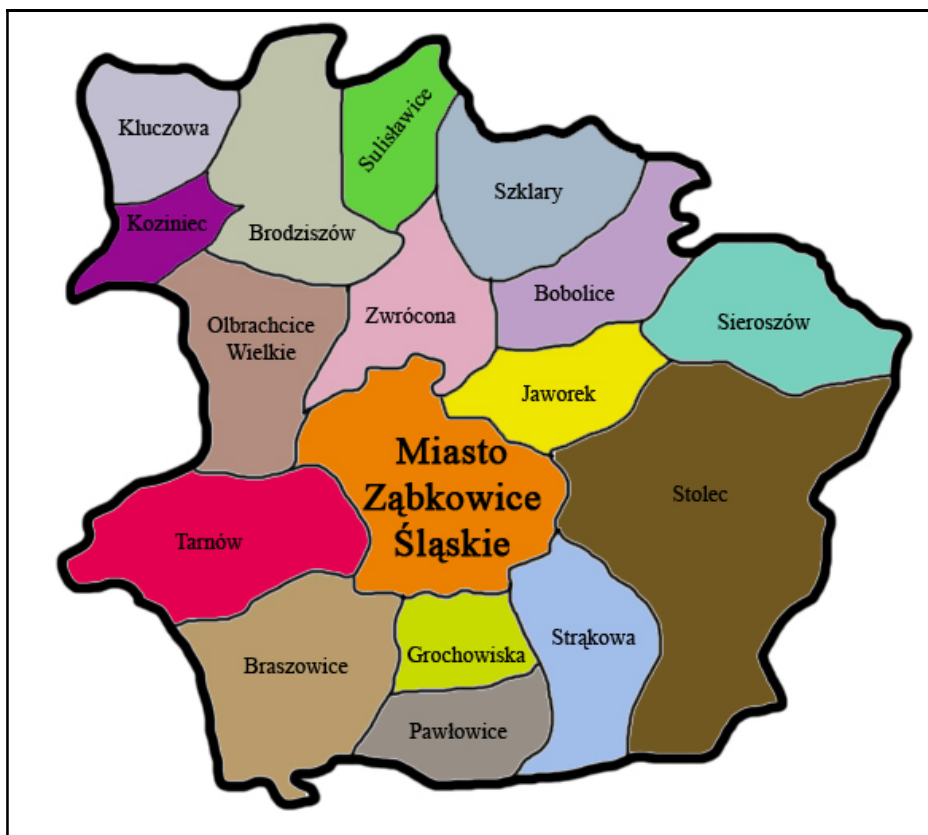 Kluczowa
Sulisławice
Szklary
Koziniec
Brodziszów
Bobolice
Olbrachcice
Wielkie
Zwrócona
Sieroszów
Jaworek
Miasto
Ząbkowice
Śląskie
Stolec
Tarnów
Strąkowa
Grochowiska
Braszowice
Pawłowice